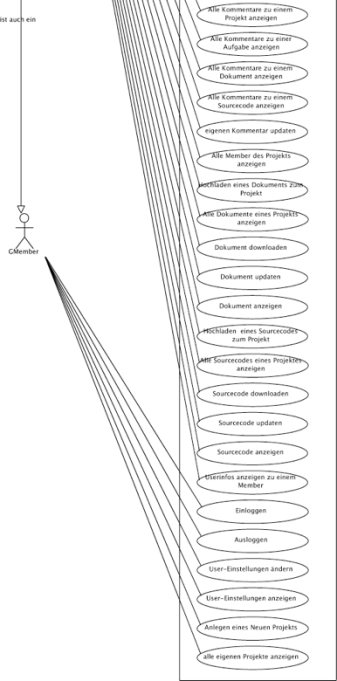 Alle Kommentare zu einem
Projekt anzeigen
ist auch ein
Alle Kommentare zu einer
Aufgabe anzeigen
Alle Kommentare zu einem
Dokument anzeigen
Alle Kommentare zu einem
Sourcecode anzeigen
eigenen Kommentar updaten
Alle Member des Projekts
anzeigen
Hochladen eines Dokuments zum
Projekt
Alle Dokumente eines Projekts
anzeigen
GMember
Dokument downloaden
Dokument updaten
Dokument anzeigen
Hochladen eines Sourcecodes
zum Projekt
Alle Sourcecodes eines Projektes
anzeigen
Sourcecode downloaden
Sourcecode updaten
Sourcecode anzeigen
Userinfos anzeigen zu einem
Member
Einloggen
Ausloggen
User-Einstellungen ändern
User-Einstellungen anzeigen
Anlegen eines Neuen Projekts
alle eigenen Projekte anzeigen